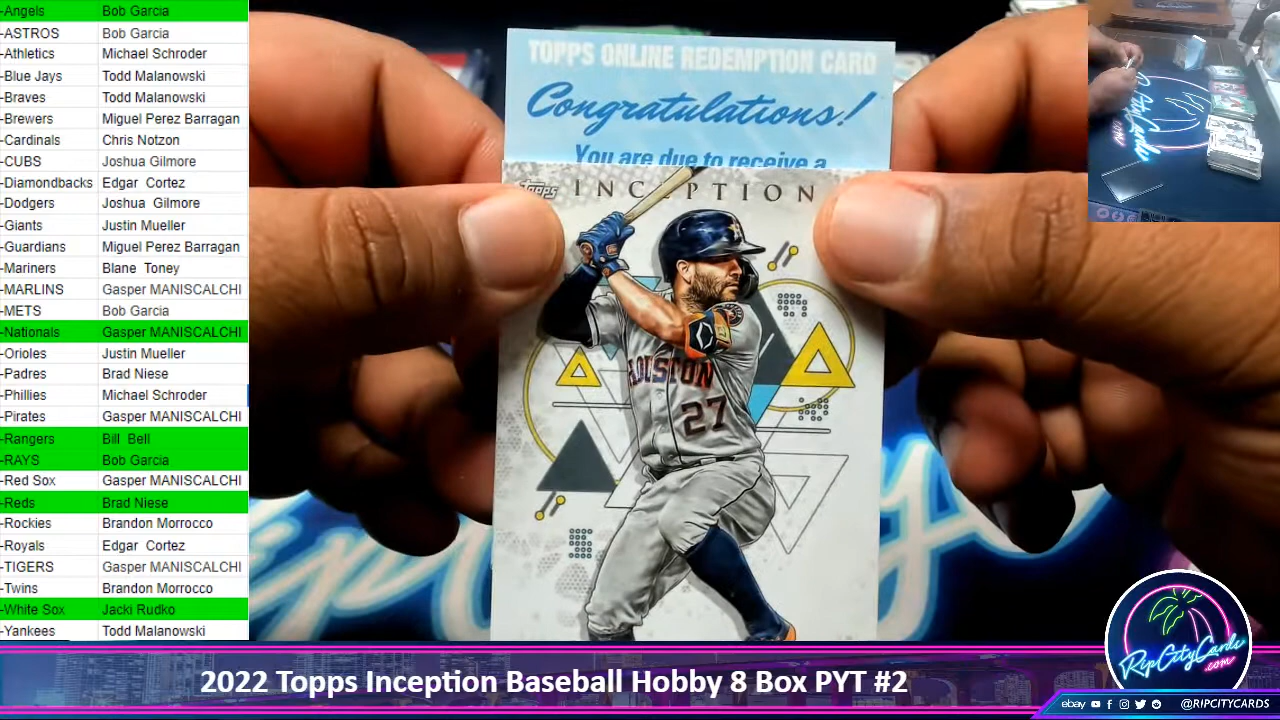 -Angels Bob Garcia
-ASTROS Bob Garcia
-Athletics Michael Schroder
-Blue Jays Todd Malanowski
-Braves Todd Malanowski
-Brewers Miguel Perez Barragan
-Cardinals Chris Notzon
-CUBS Joshua Gilmore
-Diamondbacks Edgar Cortez
-Dodgers Joshua Gilmore
-Giants Justin Mueller
-Guardians Miguel Perez Barragan
-Mariners Blane Toney
-MARLINS Gasper MANISCALCHI
-METS Bob Garcia
-Nationals Gasper MANISCALCHI
-Orioles Justin Mueller
-Padres Brad Niese
-Phillies Michael Schroder
-Pirates Gasper MANISCALCHI
-Rangers Bill Bell
-RAYS Bob Garcia
-Red Sox Gasper MANISCALCHI
-Reds Brad Niese
-Rockies Brandon Morrocco
-Royals Edgar Cortez
-TIGERS Gasper MANISCALCHI
-Twins Brandon Morrocco
-White Sox Jacki Rudko
-Yankees Todd Malanowski
TOPPS ONLINE REDEMPTION CARD
Congratulations!
You are due to receive a
Topps INCEPTION
HOUSTON
27
RipCityCards
.com
2022 Topps Inception Baseball Hobby 8 Box PYT #2
ebay @RIPCITYCARDS